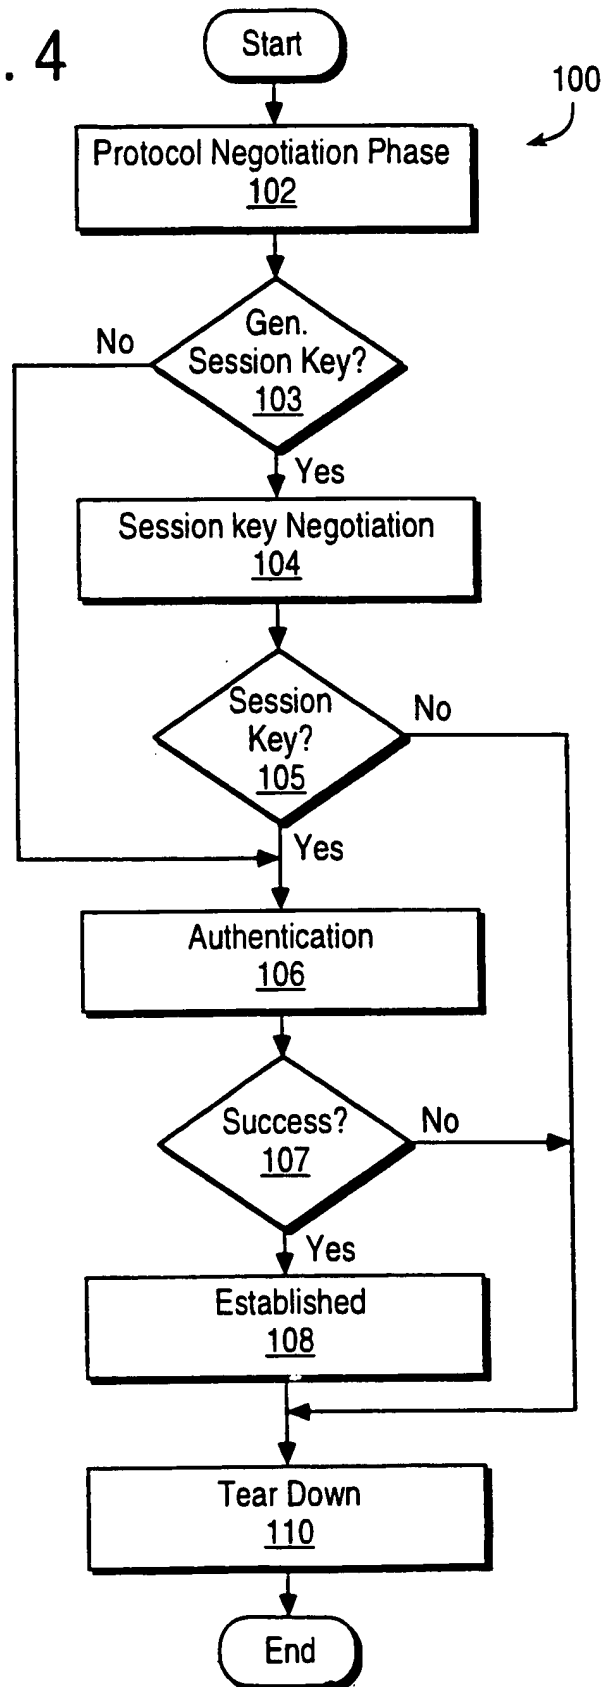 . 4
Start
100
Protocol Negotiation Phase
102
Gen.
Session Key?
103
No
Yes
Session key Negotiation
104
Session
Key?
105
No
Yes
Authentication
106
Success?
107
No
Yes
Established
108
Tear Down
110
End